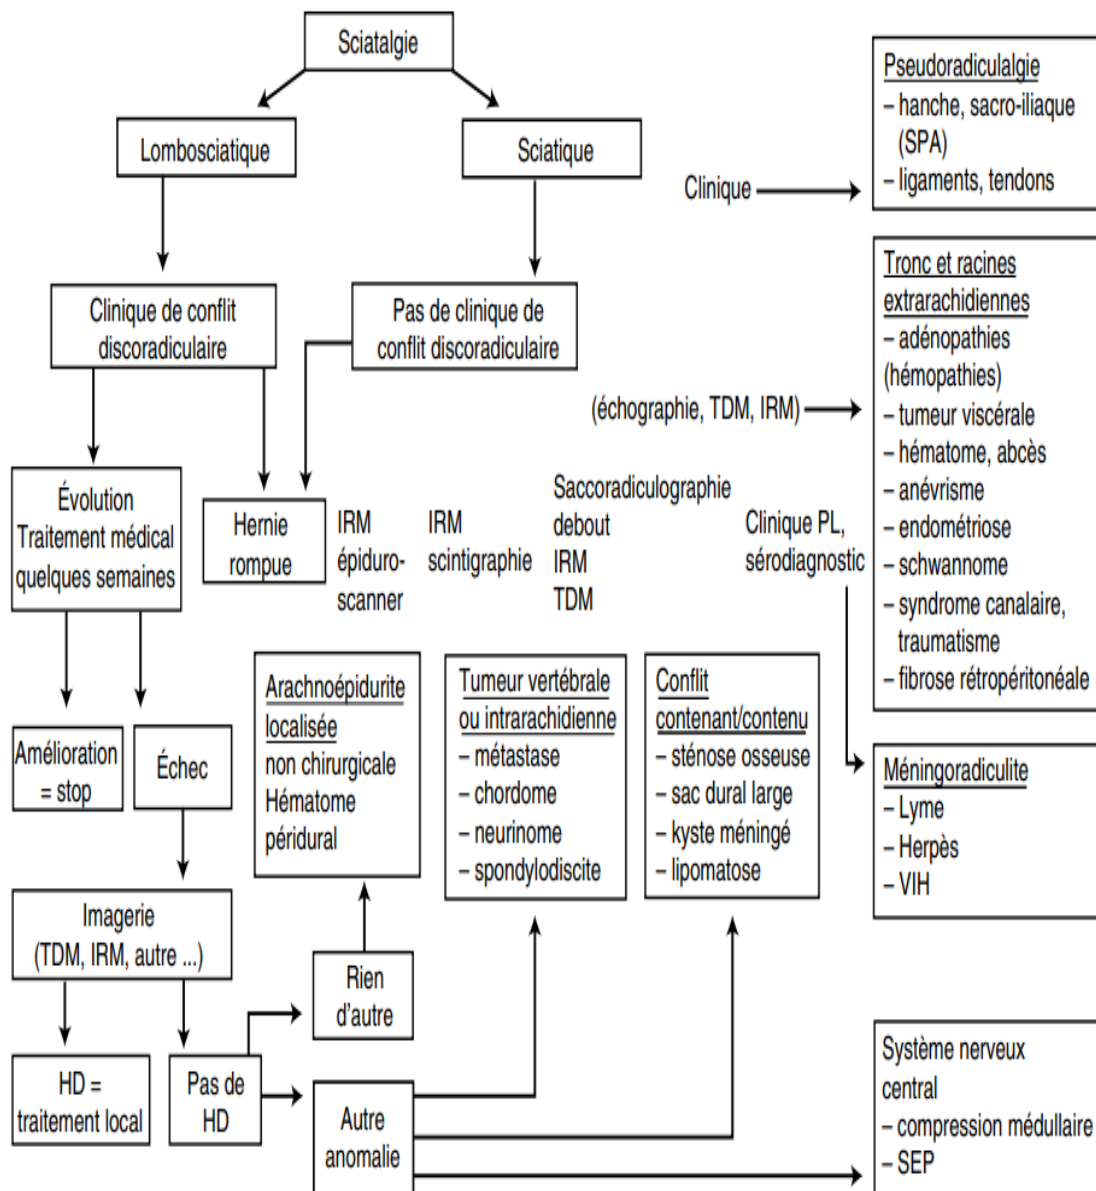 Sciatalgie
Lombosciatique
Sciatique
Clinique de conflit
discoradiculaire
Pas de clinique de
conflit discoradiculaire
Évolution
Traitement médical
quelques semaines
Hernie
rompue
IRM
épiduro-
scanner
IRM
scintigraphie
Saccoradiculographie
debout
IRM
TDM
Clinique PL,
sérodiagnostic
Amélioration
= stop
Échec
Arachnoépidurite
localisée
non chirurgicale
Hématome
péridural
Tumeur vertébrale
ou intrarachidienne
– métastase
– chordome
– neurinome
– spondylodiscite
Conflit
contenant/contenu
– sténose osseuse
– sac dural large
– kyste méningé
– lipomatose
Imagerie
(TDM, IRM, autre ...)
Rien
d'autre
HD =
traitement local
Pas de
HD
Autre
anomalie
Clinique
Pseudoradiculalgie
– hanche, sacro-iliaque
(SPA)
– ligaments, tendons
(échographie, TDM, IRM)
Tronc et racines
extrarachidiennes
– adénopathies
(hémopathies)
– tumeur viscérale
– hématome, abcès
– anévrisme
– endométriose
– schwannome
– syndrome canalaire,
traumatisme
– fibrose rétropéritonéale
Méningoradiculite
– Lyme
– Herpès
– VIH
Système nerveux
central
– compression médullaire
– SEP